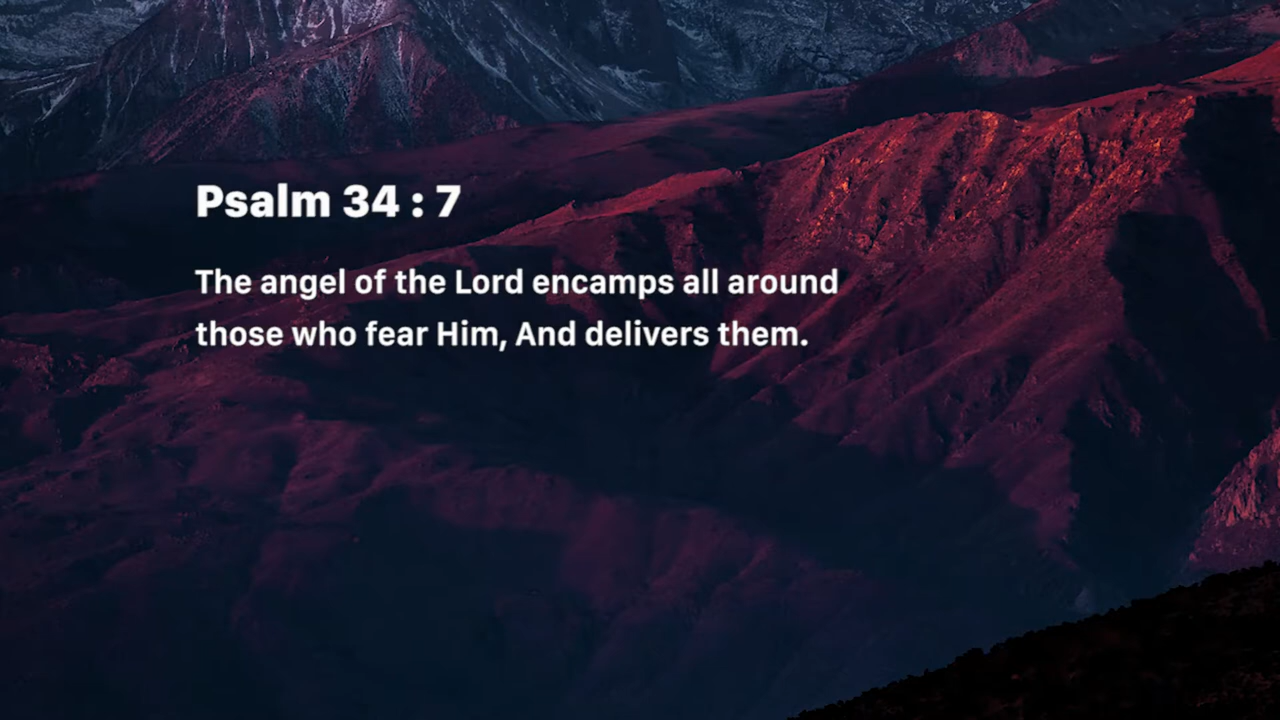 Psalm 34 : 7
The angel of the Lord encamps all around
those who fear Him, And delivers them.